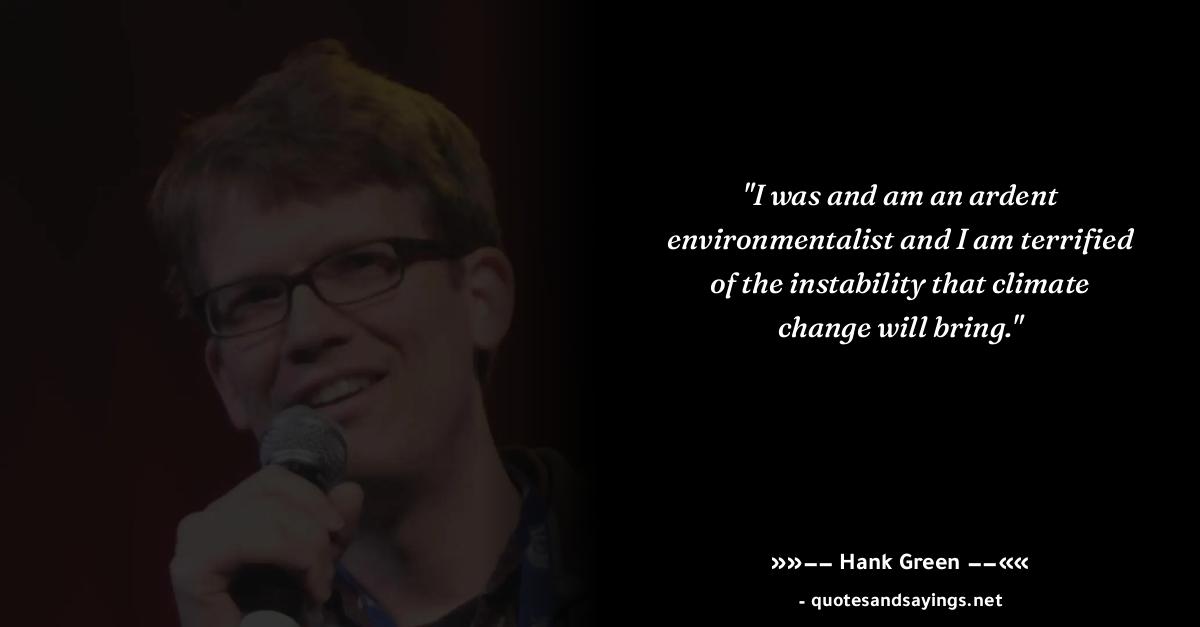 "I was and am an ardent
environmentalist and I am terrified
of the instability that climate
change will bring."
»»–– Hank Green ––««
- quotesandsayings.net